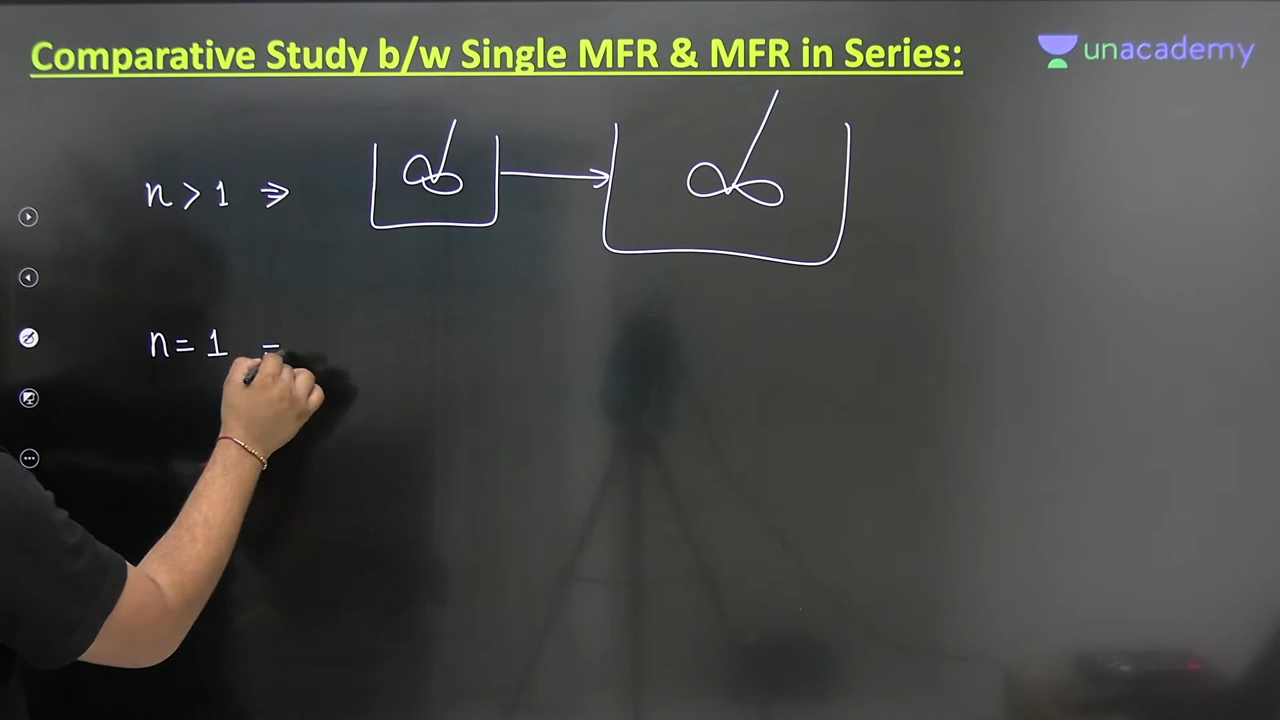 Comparative Study b/w Single MFR & MFR in Series:
unacademy
n > 1 ⇒
n = 1 =